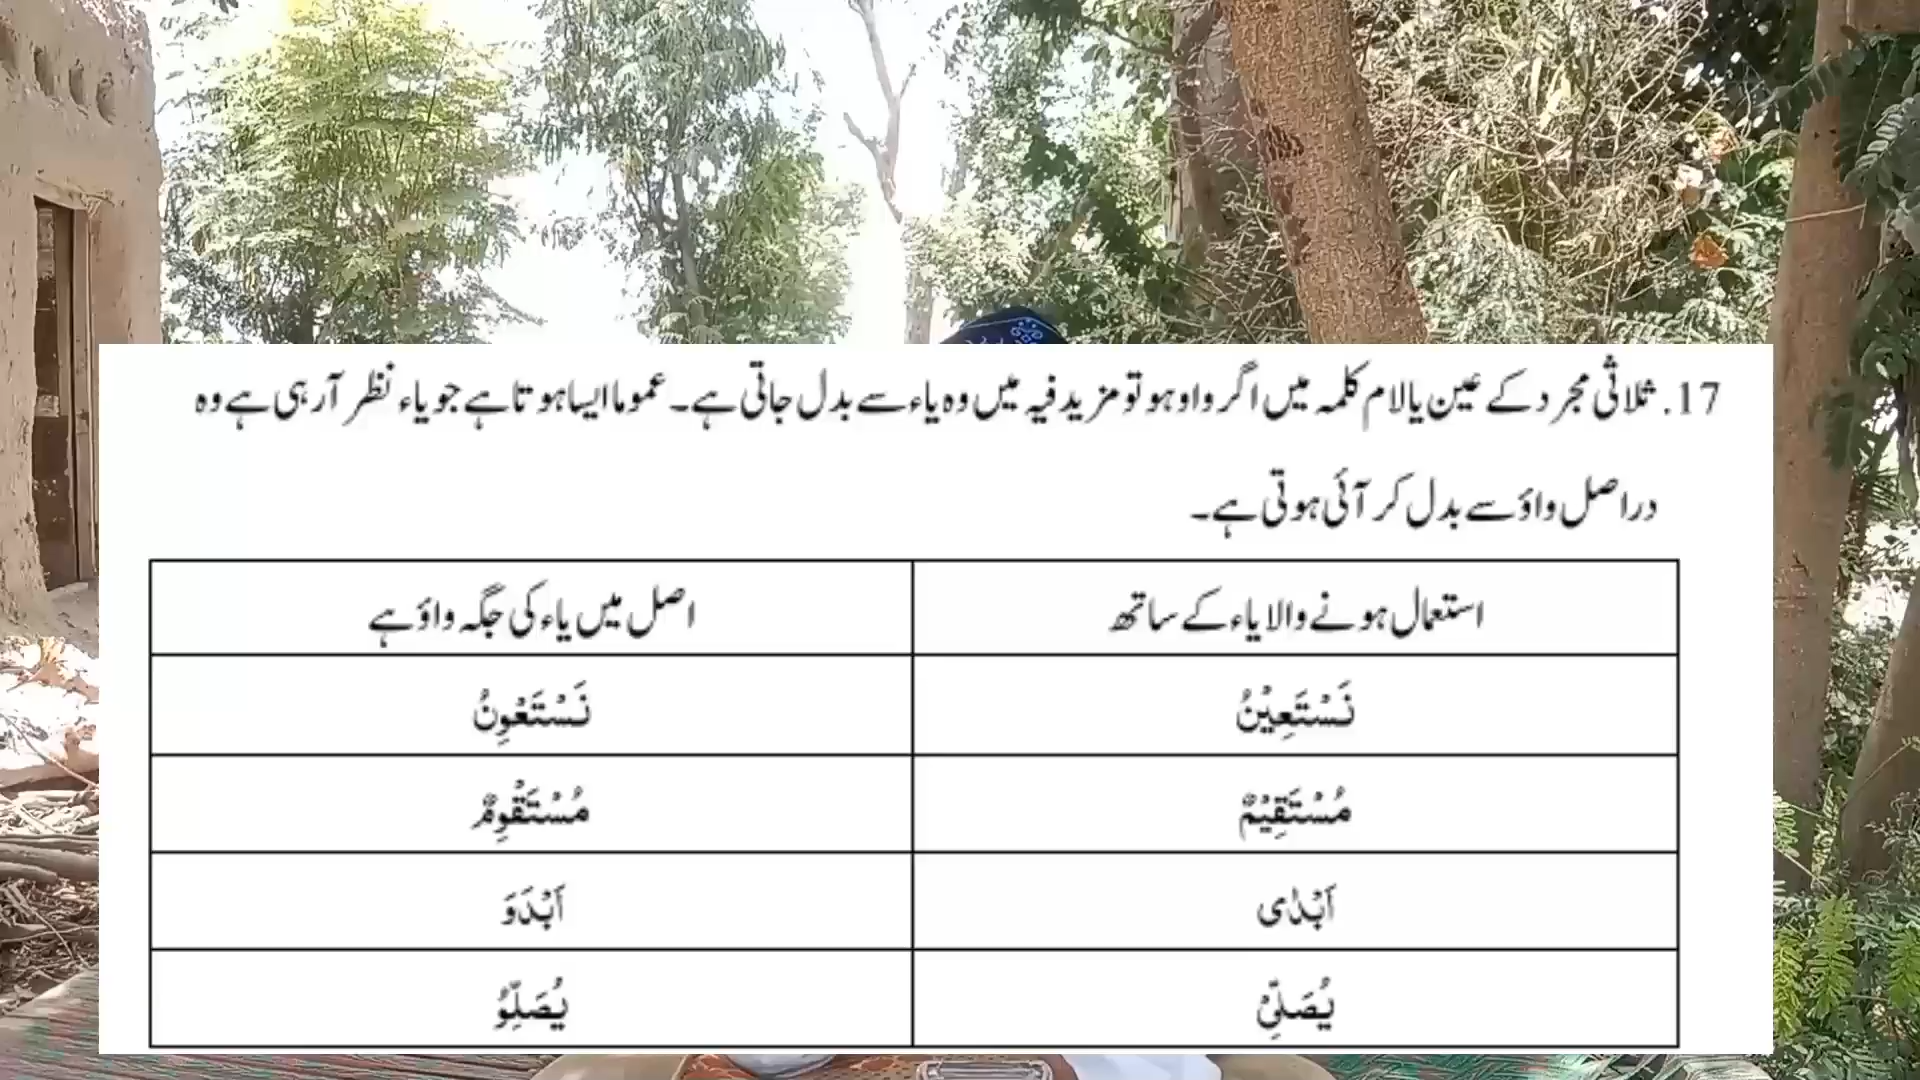 17. ثلاثی مجرد کے عین یا لام کلمہ میں اگر واو ہو تو مزید فیہ میں وہ یاء سے بدل جاتی ہے۔ عموما ایسا ہوتا ہے جو یاء نظر آرہی ہے وہ
دراصل واؤ سے بدل کر آئی ہوتی ہے۔
استعمال ہونے والا یاء کے ساتھ
اصل میں یاء کی جگہ واؤ ہے
نَسْتَعِيْنُ
نَسْتَعْوِنُ
مُسْتَقِيْمٌ
مُسْتَقْوِمٌ
اَبْدٰی
اَبْدَوَ
يُصَلِّيْ
يُصَلِّوُ